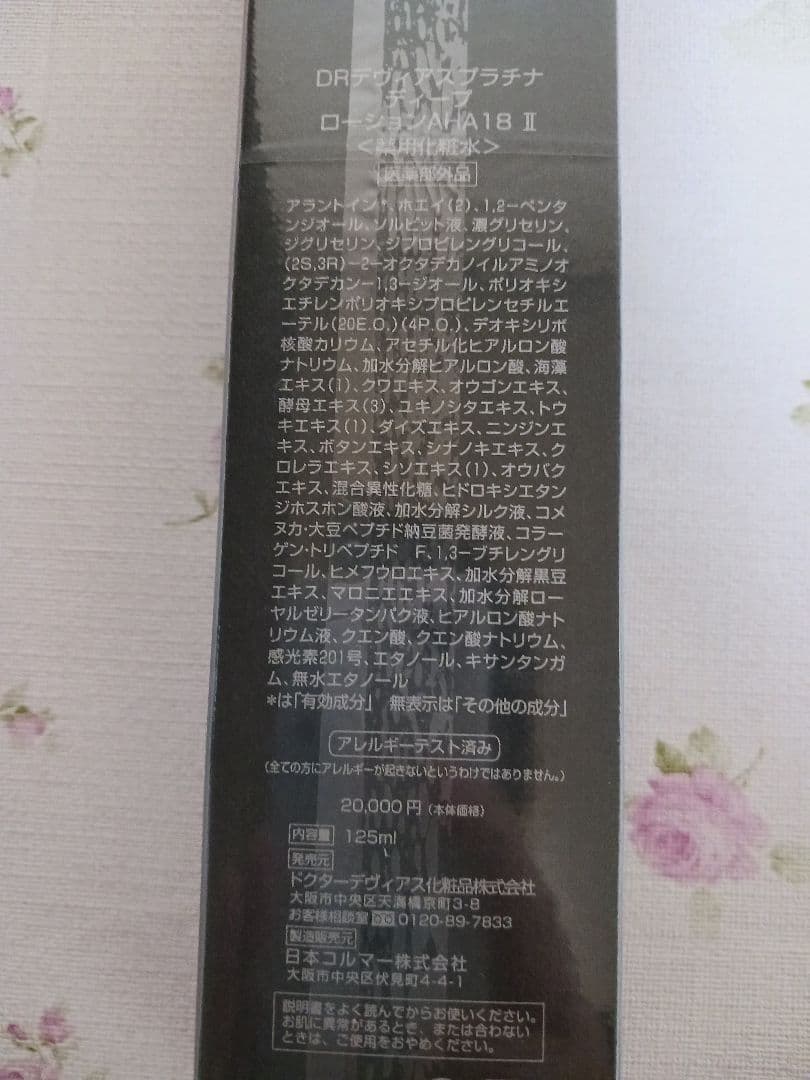 DRデヴィアスプラチナ
ディープ
ローションAHA18 Ⅱ
<薬用化粧水>
医薬部外品
アラントイン*、ホエイ(2)、1,2−ペンタ
ンジオール、ソルビット液、濃グリセリン、
ジグリセリン、ジプロピレングリコール、
(2S,3R)−2−オクタデカノイルアミノオ
クタデカン−1,3−ジオール、ポリオキシ
エチレンポリオキシプロピレンセチルエ
ーテル(20E.O.)(4P.O.)、デオキシリボ
核酸カリウム、アセチル化ヒアルロン酸
ナトリウム、加水分解ヒアルロン酸、海藻
エキス(1)、クワエキス、オウゴンエキス、
酵母エキス(3)、ユキノシタエキス、トウ
キエキス(1)、ダイズエキス、ニンジンエ
キス、ボタンエキス、シナノキエキス、ク
ロレラエキス、シソエキス(1)、オウバク
エキス、混合異性化糖、ヒドロキシエタン
ジホスホン酸液、加水分解シルク液、コメ
ヌカ・大豆ペプチド納豆菌発酵液、コラー
ゲン・トリペプチド F、1,3−ブチレングリ
コール、ヒメフウロエキス、加水分解黒豆
エキス、マロニエエキス、加水分解ロー
ヤルゼリータンパク液、ヒアルロン酸ナト
リウム液、クエン酸、クエン酸ナトリウム、
感光素201号、エタノール、キサンタンガ
ム、無水エタノール
*は「有効成分」 無表示は「その他の成分」
アレルギーテスト済み
(全ての方にアレルギーが起きないというわけではありません。)
20,000円(本体価格)
内容量 125ml
発売元
ドクターデヴィアス化粧品株式会社
大阪市中央区天満橋京町3-8
お客様相談室 0120-89-7833
製造販売元
日本コルマー株式会社
大阪市中央区伏見町4-4-1
説明書をよく読んでからお使いください。
お肌に異常があるとき、または合わない
ときは、ご使用をおやめください。